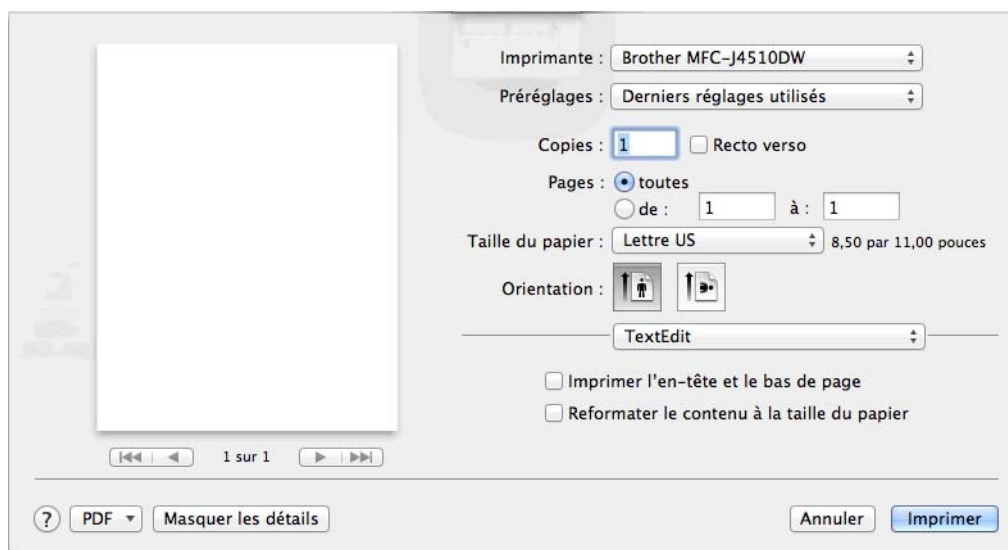 Imprimante : Brother MFC-J4510DW
Préréglages : Derniers réglages utilisés
Copies : 1 Recto verso
Pages : toutes
de : 1 à : 1
Taille du papier : Lettre US 8,50 par 11,00 pouces
Orientation :
TextEdit
Imprimer l'en-tête et le bas de page
Reformater le contenu à la taille du papier
1 sur 1
? PDF Masquer les détails Annuler Imprimer